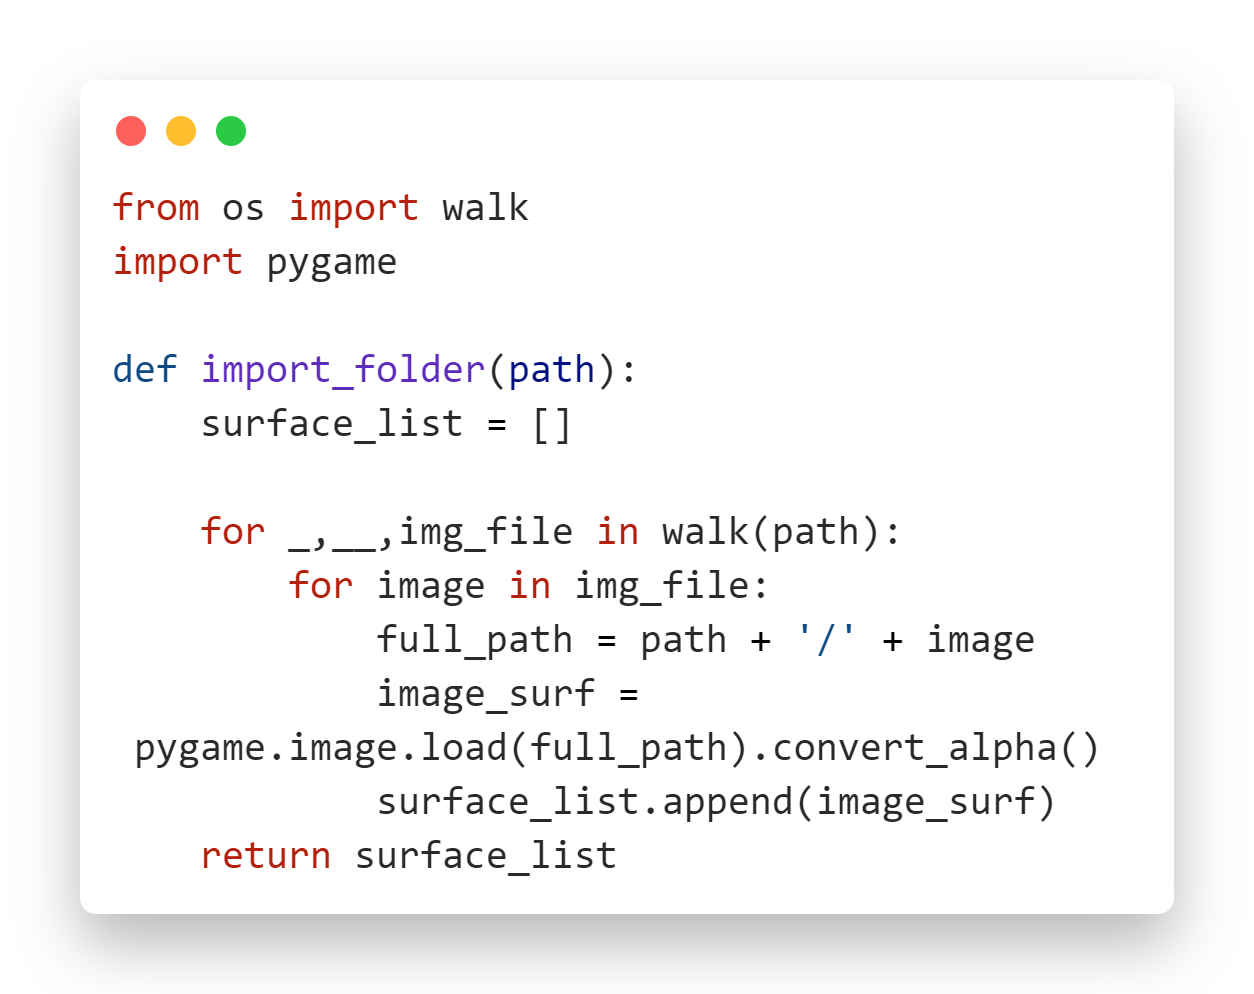 from os import walk
import pygame

def import_folder(path):
    surface_list = []

    for _,__,img_file in walk(path):
        for image in img_file:
            full_path = path + '/' + image
            image_surf =
 pygame.image.load(full_path).convert_alpha()
            surface_list.append(image_surf)
    return surface_list